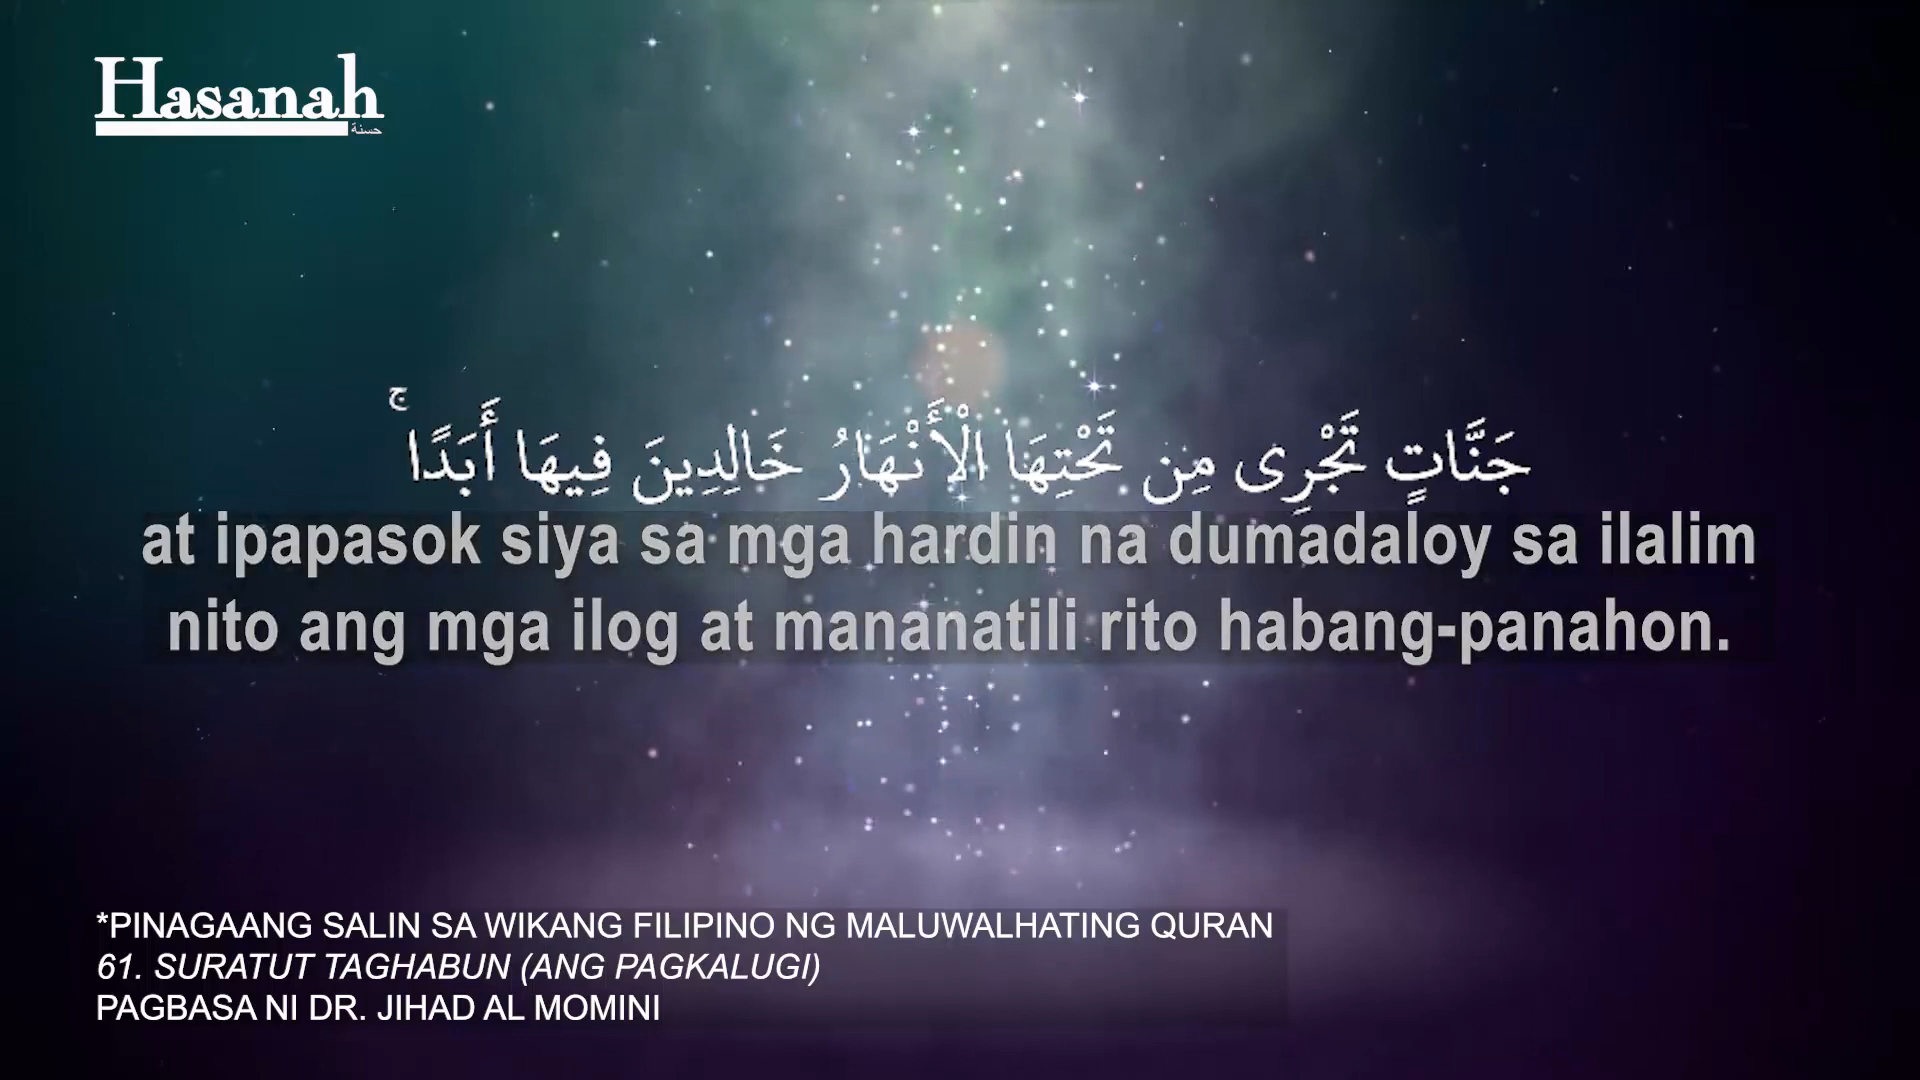 Hasanah
حسنة
جَنَّاتٍ تَجْرِى مِن تَحْتِهَا الْأَنْهَارُ خَالِدِينَ فِيهَا أَبَدًا ۚ
at ipapasok siya sa mga hardin na dumadaloy sa ilalim
nito ang mga ilog at mananatili rito habang-panahon.
*PINAGAANG SALIN SA WIKANG FILIPINO NG MALUWALHATING QURAN
61. SURATUT TAGHABUN (ANG PAGKALUGI)
PAGBASA NI DR. JIHAD AL MOMINI